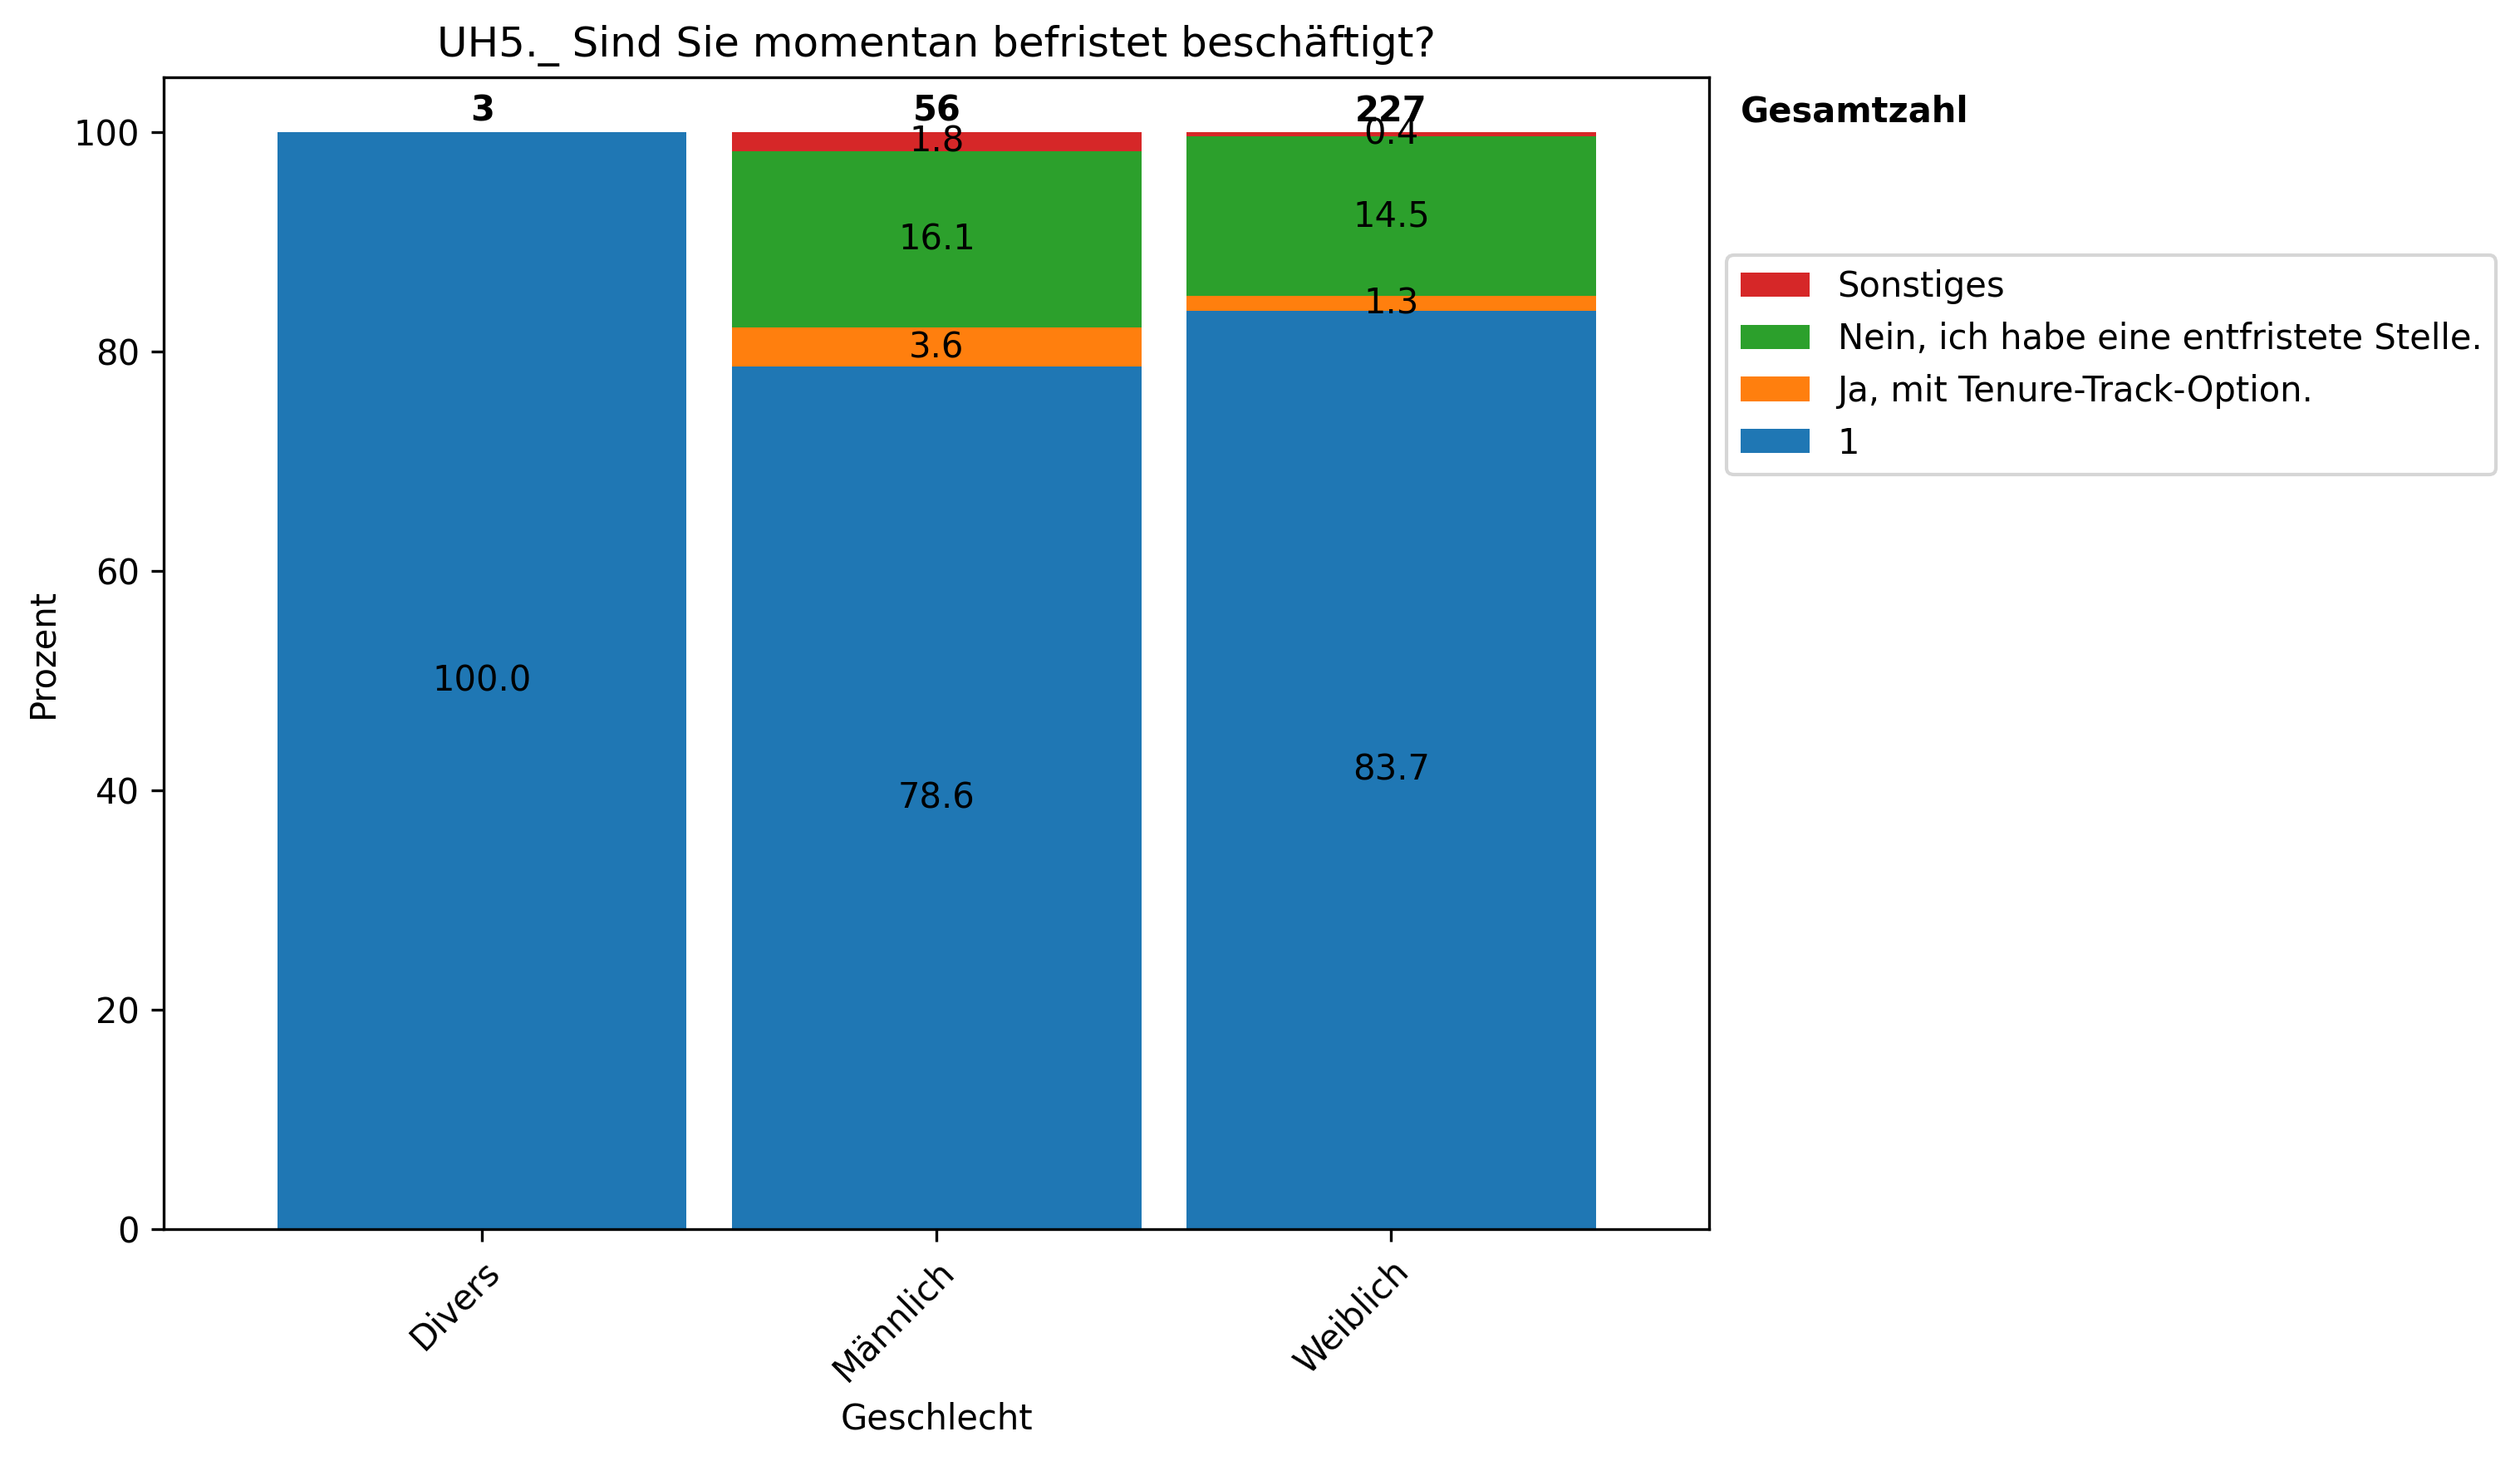 UH5._ Sind Sie momentan befristet beschäftigt?
3
56
227
Gesamtzahl
100
80
60
40
20
0
Prozent
1.8
0.4
16.1
14.5
3.6
1.3
100.0
78.6
83.7
Sonstiges
Nein, ich habe eine entfristete Stelle.
Ja, mit Tenure-Track-Option.
1
Divers
Männlich
Weiblich
Geschlecht